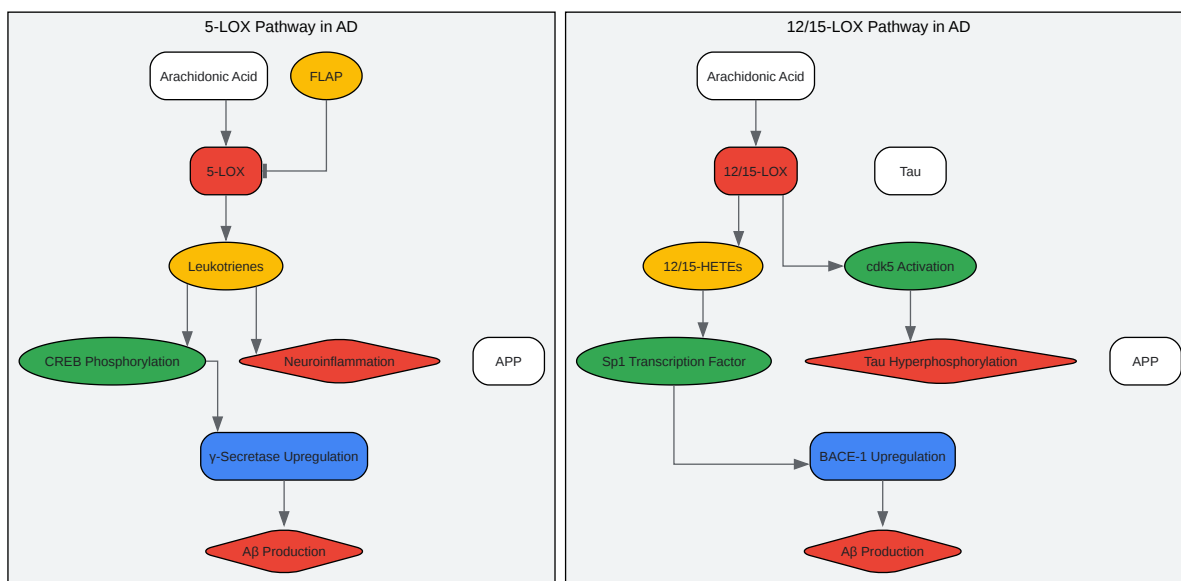 5-LOX Pathway in AD
Arachidonic Acid
FLAP
5-LOX
Leukotrienes
CREB Phosphorylation
Neuroinflammation
APP
γ-Secretase Upregulation
Aβ Production
12/15-LOX Pathway in AD
Arachidonic Acid
12/15-LOX
Tau
12/15-HETEs
cdk5 Activation
Sp1 Transcription Factor
Tau Hyperphosphorylation
APP
BACE-1 Upregulation
Aβ Production